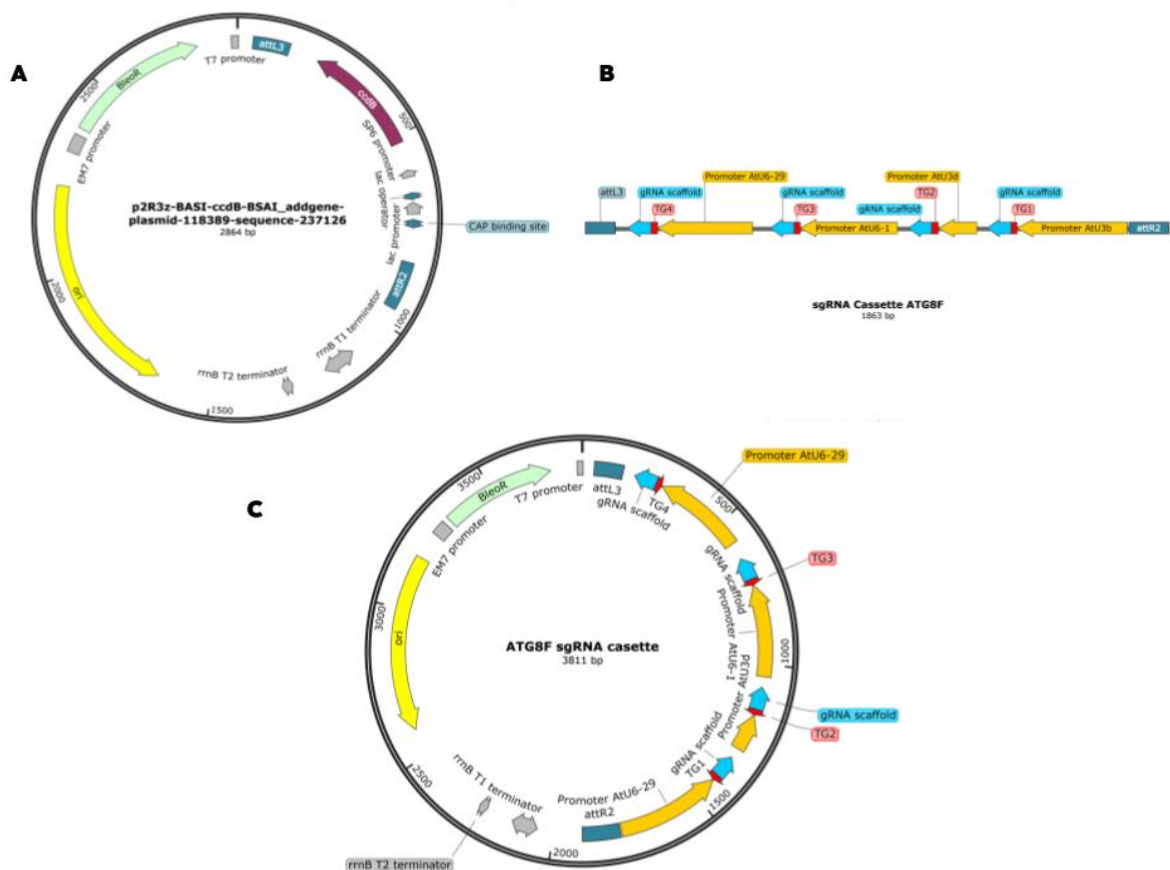 A
T7 promoter
attL3
ccdB
500
SP6 promoter
lac operator
lac promoter
CAP binding site
attR2
1000
rrnB T1 terminator
rrnB T2 terminator
1500
ori
2000
EM7 promoter
BleoR
2500
p2R3z-BASI-ccdB-BSAI_addgene-
plasmid-118389-sequence-237126
2864 bp
B
Promoter AtU6-29
Promoter AtU3d
attL3
gRNA scaffold
gRNA scaffold
TG2
gRNA scaffold
TG4
TG3
gRNA scaffold
TG1
Promoter AtU6-1
Promoter AtU3b
attR2
sgRNA Cassette ATG8F
1863 bp
C
T7 promoter
attL3
gRNA scaffold
TG4
Promoter AtU6-29
500
gRNA scaffold
TG3
Promoter AtU6-1
1000
Promoter AtU3d
gRNA scaffold
TG2
gRNA scaffold
TG1
1500
Promoter AtU6-29
attR2
2000
rrnB T1 terminator
rrnB T2 terminator
2500
ori
3000
EM7 promoter
BleoR
3500
ATG8F sgRNA casette
3811 bp